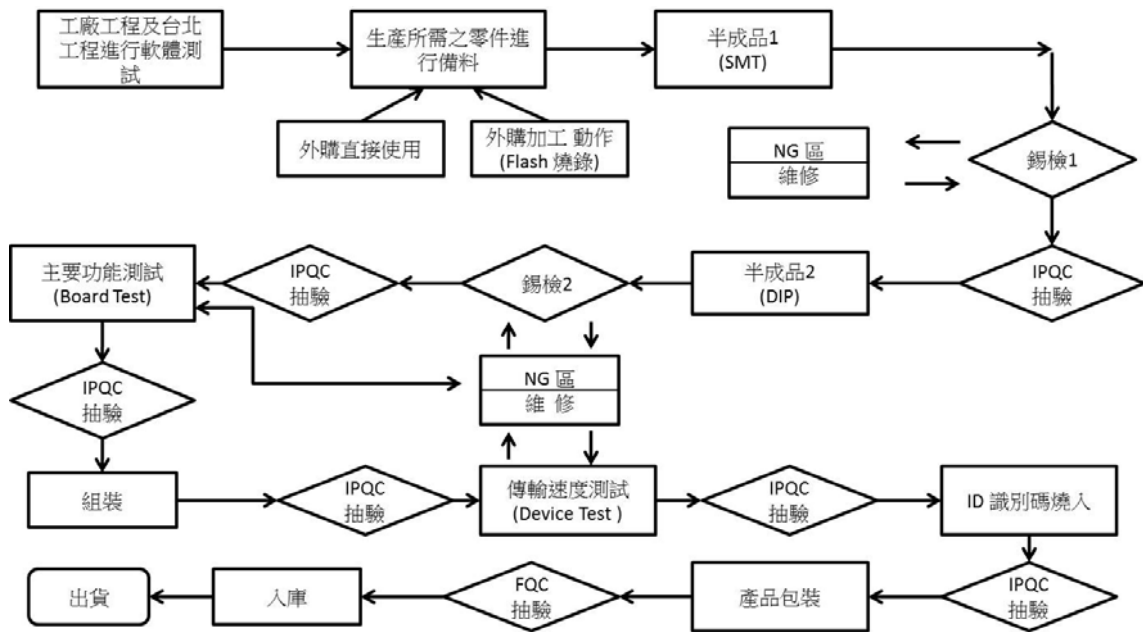 工廠工程及台北
工程進行軟體測
試
生產所需之零件進
行備料
半成品1
(SMT)
外購直接使用
外購加工 動作
(Flash 燒錄)
NG 區
維修
錫檢1
主要功能測試
(Board Test)
IPQC
抽驗
錫檢2
半成品2
(DIP)
IPQC
抽驗
IPQC
抽驗
NG 區
維 修
組裝
IPQC
抽驗
傳輸速度測試
(Device Test )
IPQC
抽驗
ID 識別碼燒入
出貨
入庫
FQC
抽驗
產品包裝
IPQC
抽驗